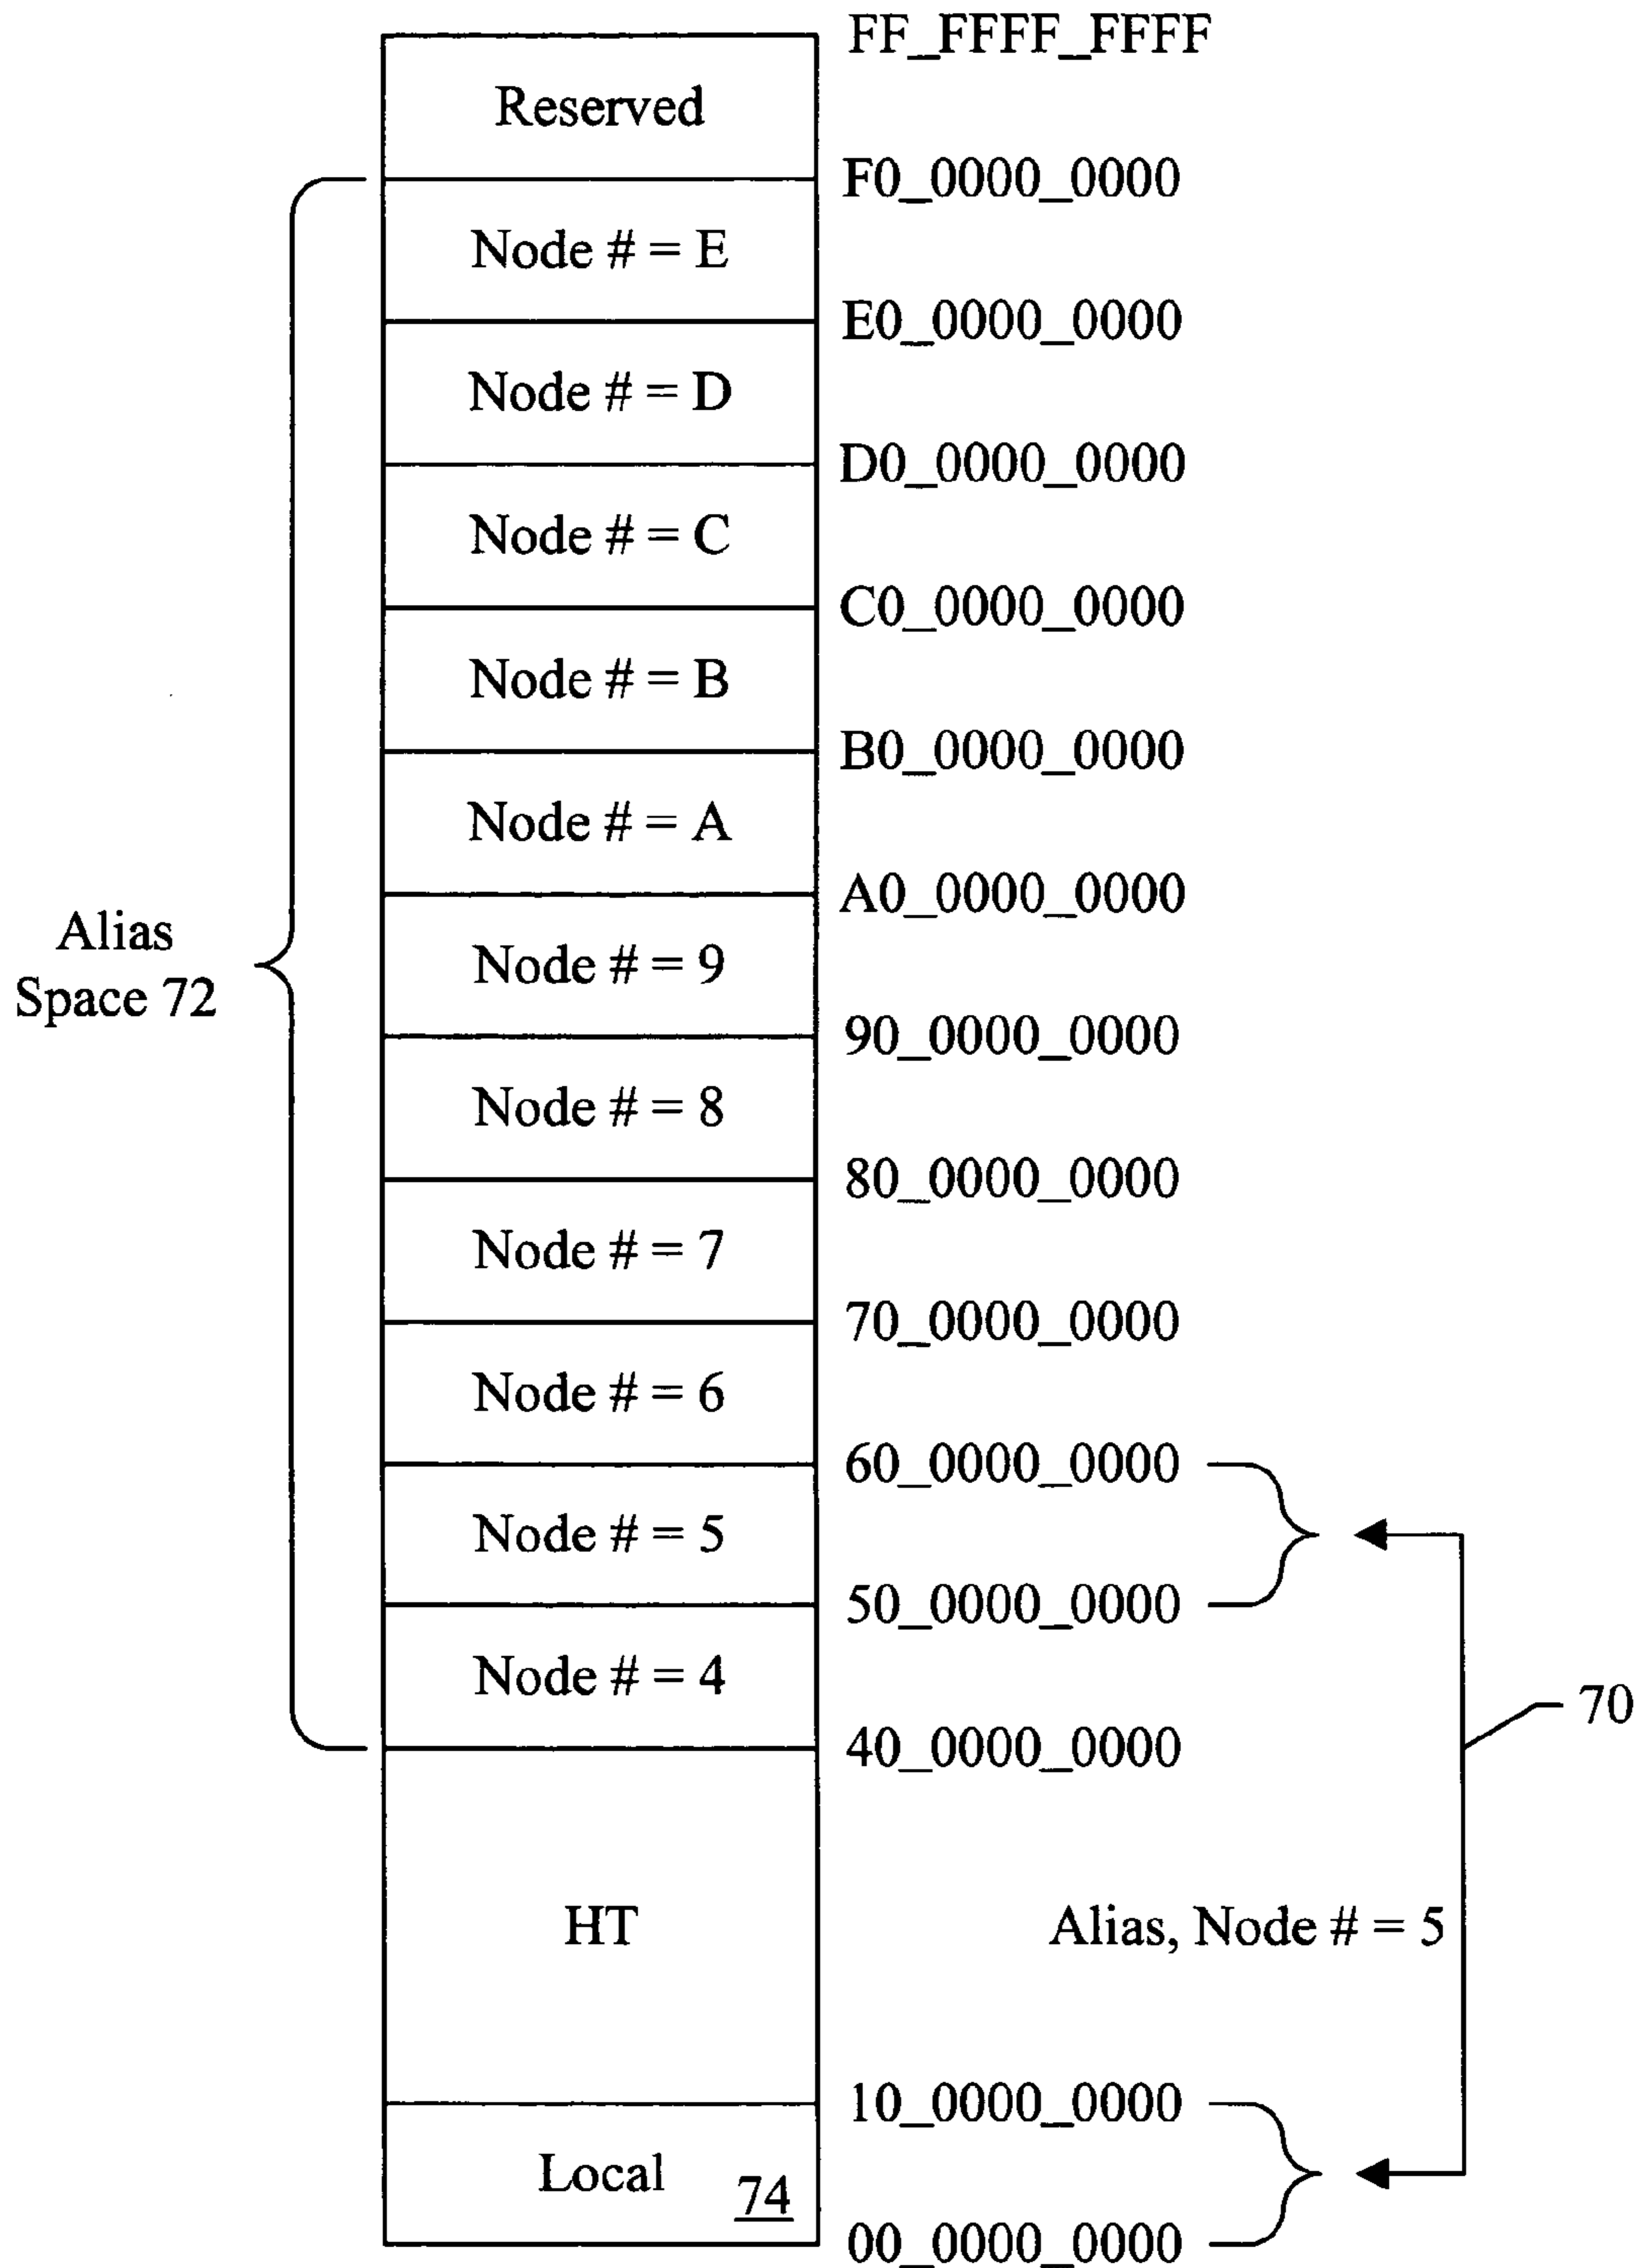 FF_FFFF_FFFF
Reserved
F0_0000_0000
Node # = E
E0_0000_0000
Node # = D
D0_0000_0000
Node # = C
C0_0000_0000
Node # = B
B0_0000_0000
Node # = A
A0_0000_0000
Alias
Space 72
Node # = 9
90_0000_0000
Node # = 8
80_0000_0000
Node # = 7
70_0000_0000
Node # = 6
60_0000_0000
Node # = 5
50_0000_0000
Node # = 4
70
40_0000_0000
HT
Alias, Node # = 5
10_0000_0000
Local 74
00_0000_0000